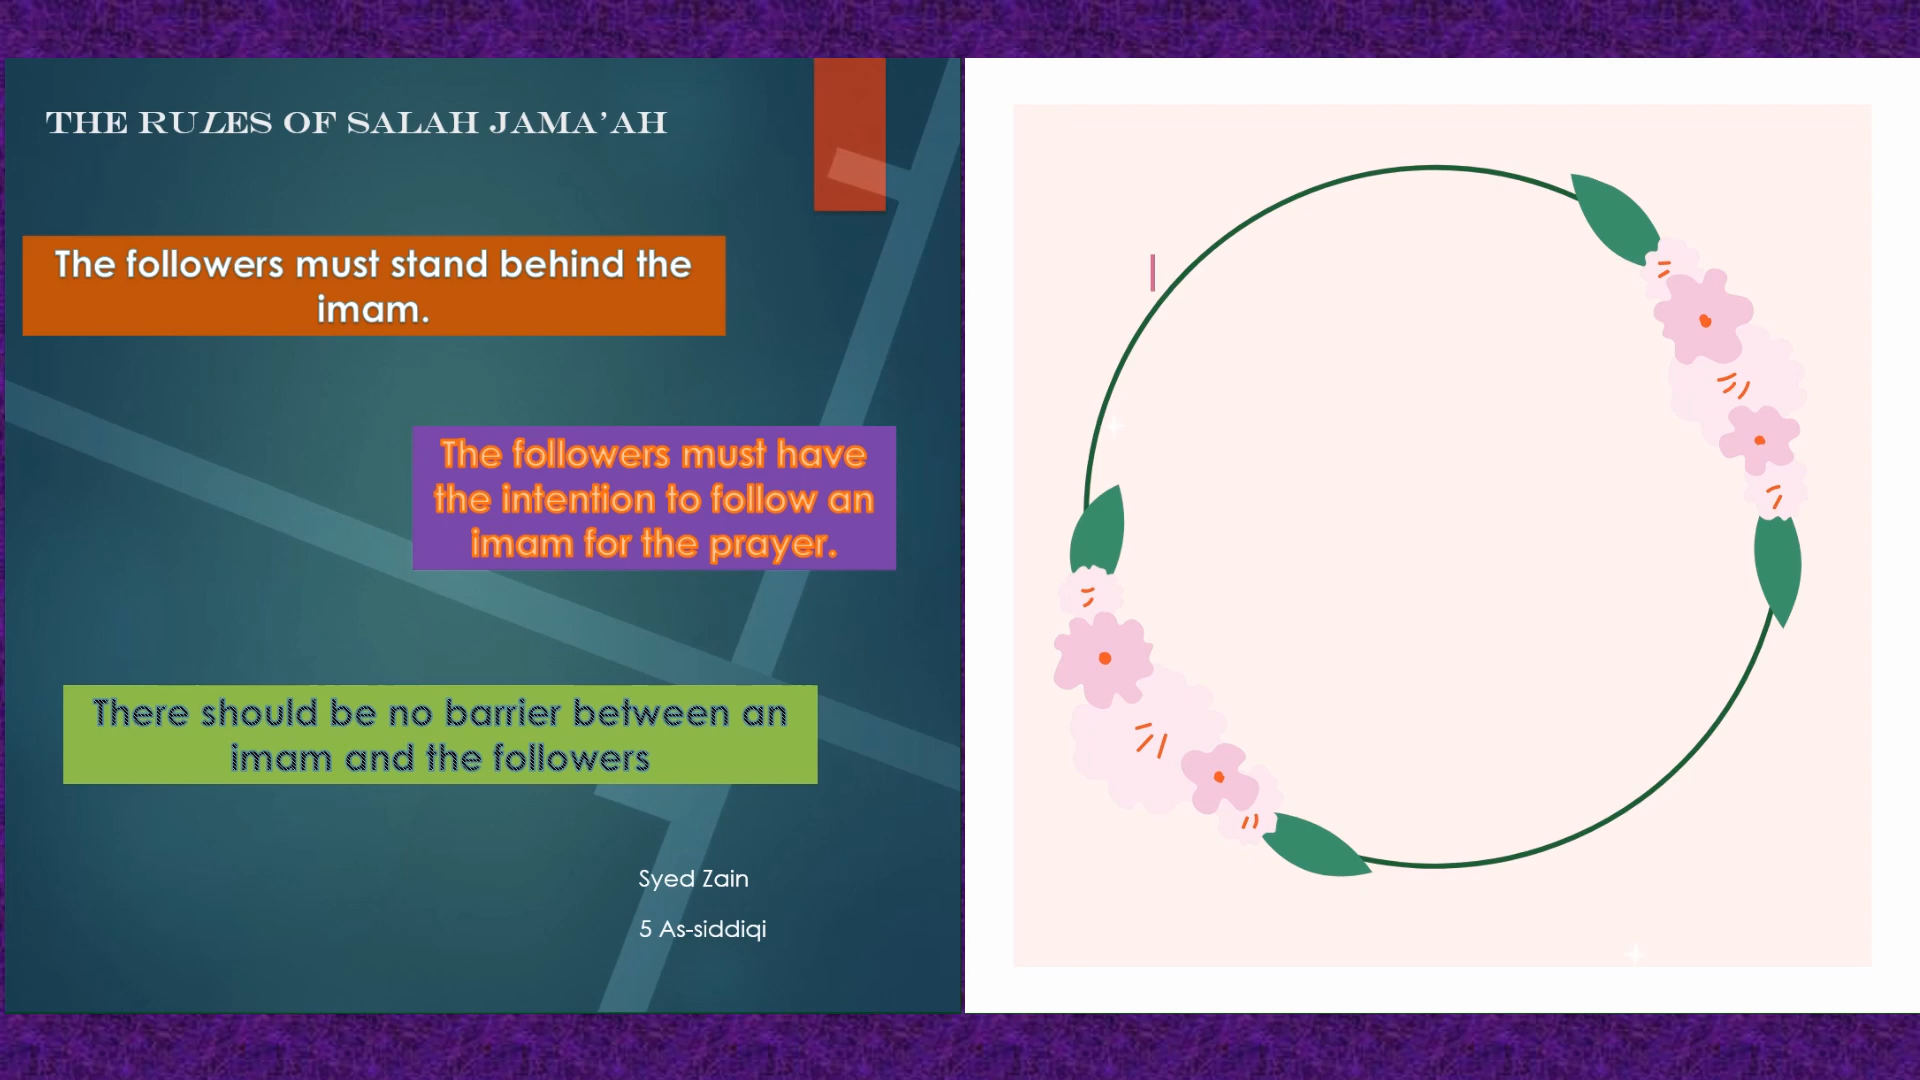 THE RULES OF SALAH JAMA’AH
The followers must stand behind the
imam.
The followers must have
the intention to follow an
imam for the prayer.
There should be no barrier between an
imam and the followers
Syed Zain
5 As-siddiqi